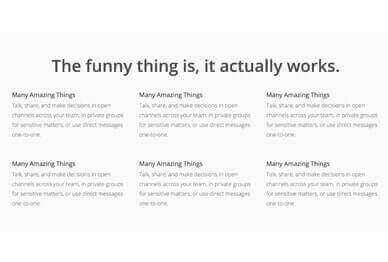 The funny thing is, it actually works.
Many Amazing Things
Talk, share, and make decisions in open
channels across your team, in private groups
for sensitive matters, or use direct messages
one-to-one.
Many Amazing Things
Talk, share, and make decisions in open
channels across your team, in private groups
for sensitive matters, or use direct messages
one-to-one.
Many Amazing Things
Talk, share, and make decisions in open
channels across your team, in private groups
for sensitive matters, or use direct messages
one-to-one.
Many Amazing Things
Talk, share, and make decisions in open
channels across your team, in private groups
for sensitive matters, or use direct messages
one-to-one.
Many Amazing Things
Talk, share, and make decisions in open
channels across your team, in private groups
for sensitive matters, or use direct messages
one-to-one.
Many Amazing Things
Talk, share, and make decisions in open
channels across your team, in private groups
for sensitive matters, or use direct messages
one-to-one.